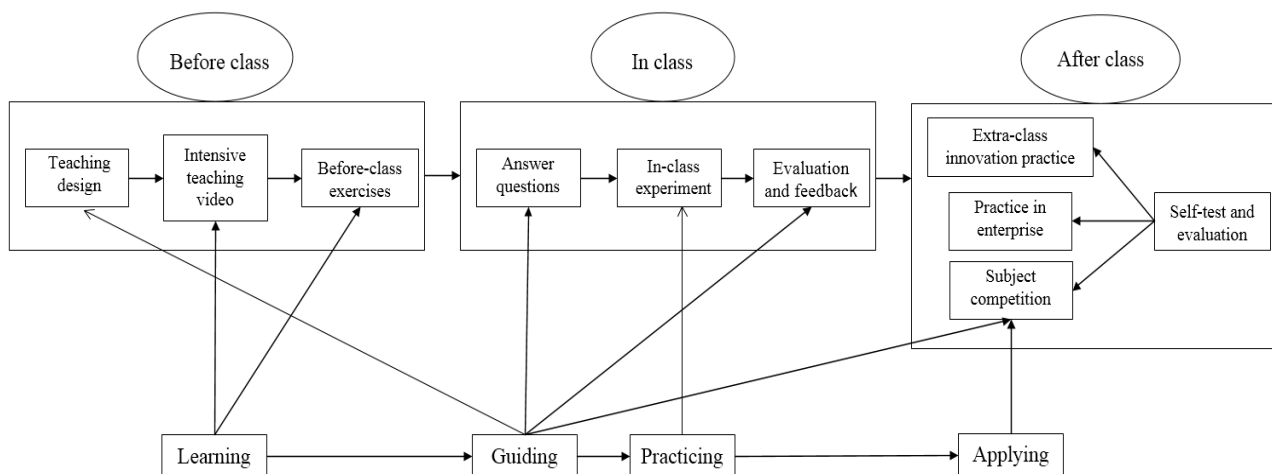 Before class
In class
After class
Teaching
design
Intensive
teaching
video
Before-class
exercises
Answer
questions
In-class
experiment
Evaluation
and feedback
Extra-class
innovation practice
Practice in
enterprise
Subject
competition
Self-test and
evaluation
Learning
Guiding
Practicing
Applying